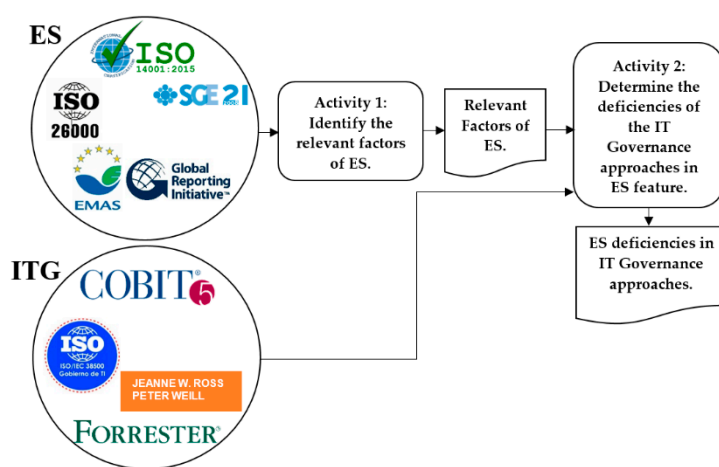 ES
ISO
14001:2015
ISO
26000
SGE 21
EMAS
Global
Reporting
Initiative™
Activity 1:
Identify the
relevant factors
of ES.
Relevant
Factors of
ES.
Activity 2:
Determine the
deficiencies of
the IT
Governance
approaches in
ES feature.
ES deficiencies in
IT Governance
approaches.
ITG
COBIT® 5
ISO
ISO/IEC 38500
Gobierno de TI
JEANNE W. ROSS
PETER WEILL
FORRESTER®